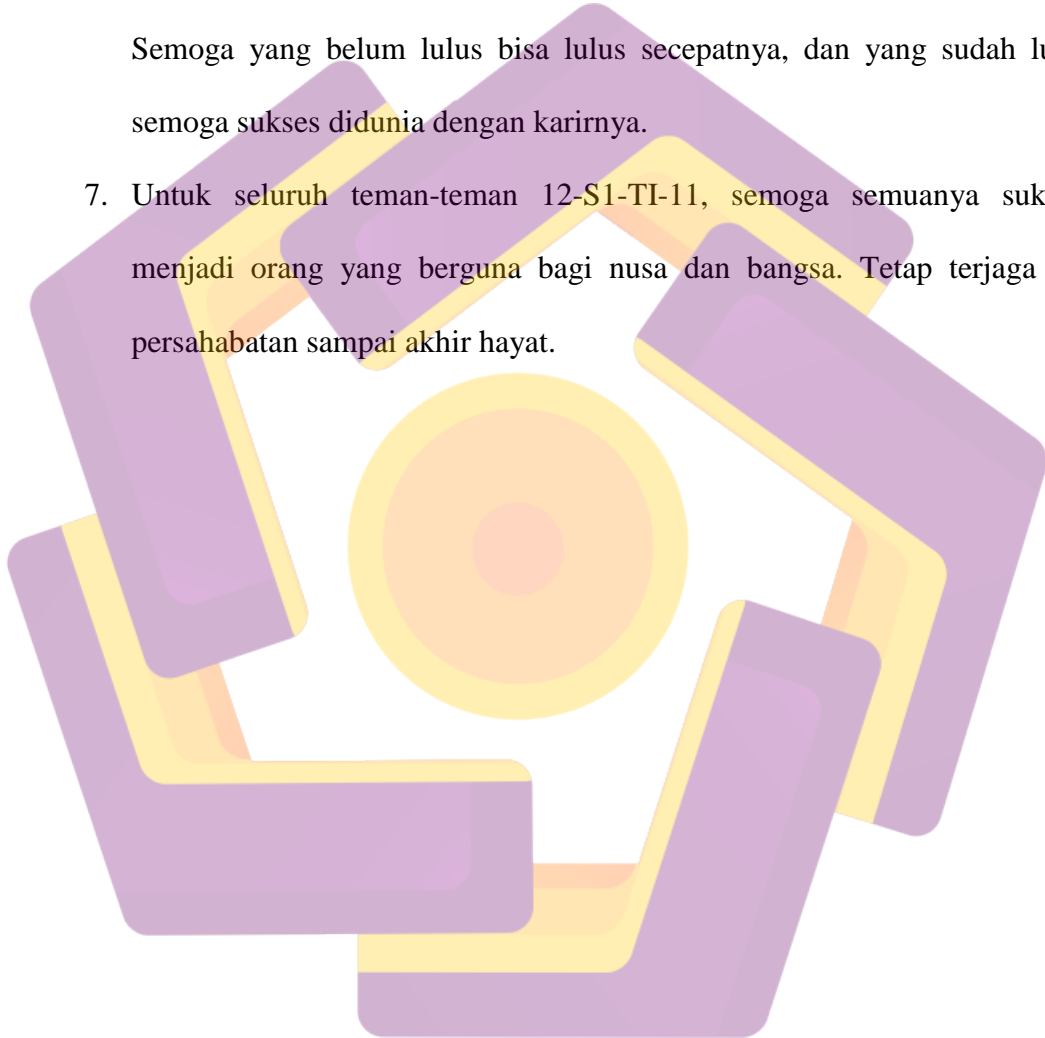 Semoga yang belum lulus bisa lulus secepatnya, dan yang sudah
semoga sukses didunia dengan karirnya.
7. Untuk seluruh teman-teman 12-S1-TI-11, semoga semuanya
menjadi orang yang berguna bagi nusa dan bangsa. Tetap terjaga
persahabatan sampai akhir hayat.